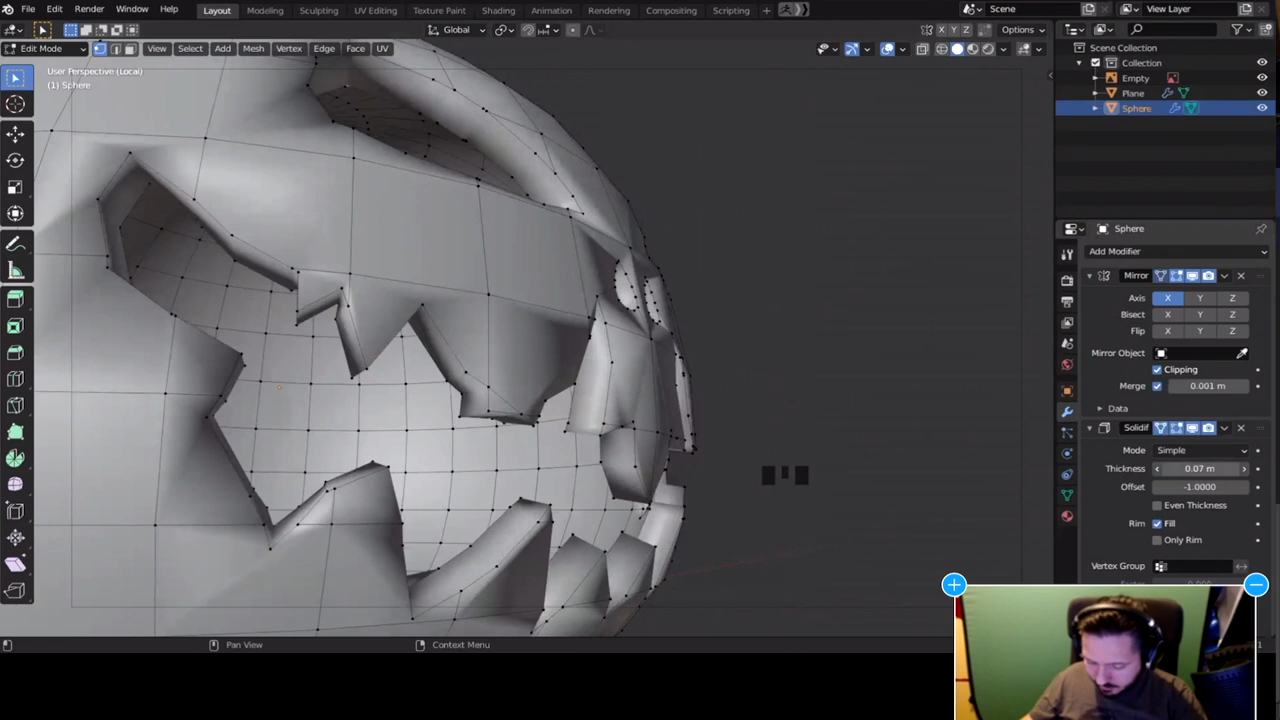 File Edit Render Window Help Layout Modeling Sculpting UV Editing Texture Paint Shading Animation Rendering Compositing Scripting + Scene View Layer
Global X Y Z Options
Edit Mode View Select Add Mesh Vertex Edge Face UV
User Perspective (Local)
(1) Sphere
Scene Collection
Collection
Empty
Plane
Sphere
Sphere
Add Modifier
Mirror
Axis X Y Z
Bisect X Y Z
Flip X Y Z
Mirror Object
Clipping
Merge 0.001 m
Data
Solidif
Mode Simple
Thickness 0.07 m
Offset -1.0000
Even Thickness
Rim Fill
Only Rim
Vertex Group
Pan View Context Menu